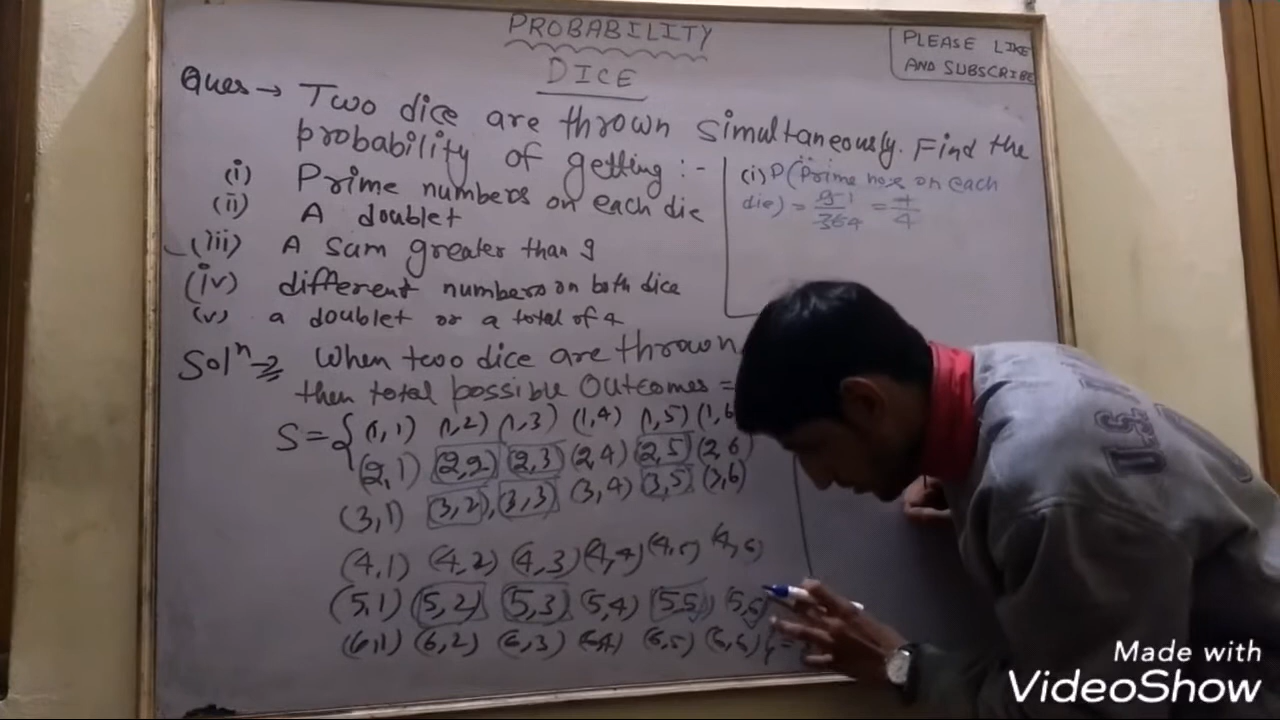 PROBABILITY
DICE
PLEASE LIKE
AND SUBSCRIBE
Ques → Two dice are thrown simultaneously. Find the
probability of getting :-
(i) Prime numbers on each die
(ii) A doublet
(iii) A sum greater than 9
(iv) different numbers on both dice
(v) a doublet or a total of 4
(i) P(Prime nos on each
die) = 9 1/36 4 = 1/4
Solⁿ ⇒ When two dice are thrown
then total possible Outcomes =
S = { (1,1) (1,2) (1,3) (1,4) (1,5) (1,6
(2,1) (2,2) (2,3) (2,4) (2,5) (2,6)
(3,1) (3,2), (3,3) (3,4) (3,5) (3,6)
(4,1) (4,2) (4,3) (4,4) (4,5) (4,6)
(5,1) (5,2) (5,3) (5,4) (5,5) (5,6)
(6,1) (6,2) (6,3) (6,4) (6,5) (6,6) } =
Made with
VideoShow